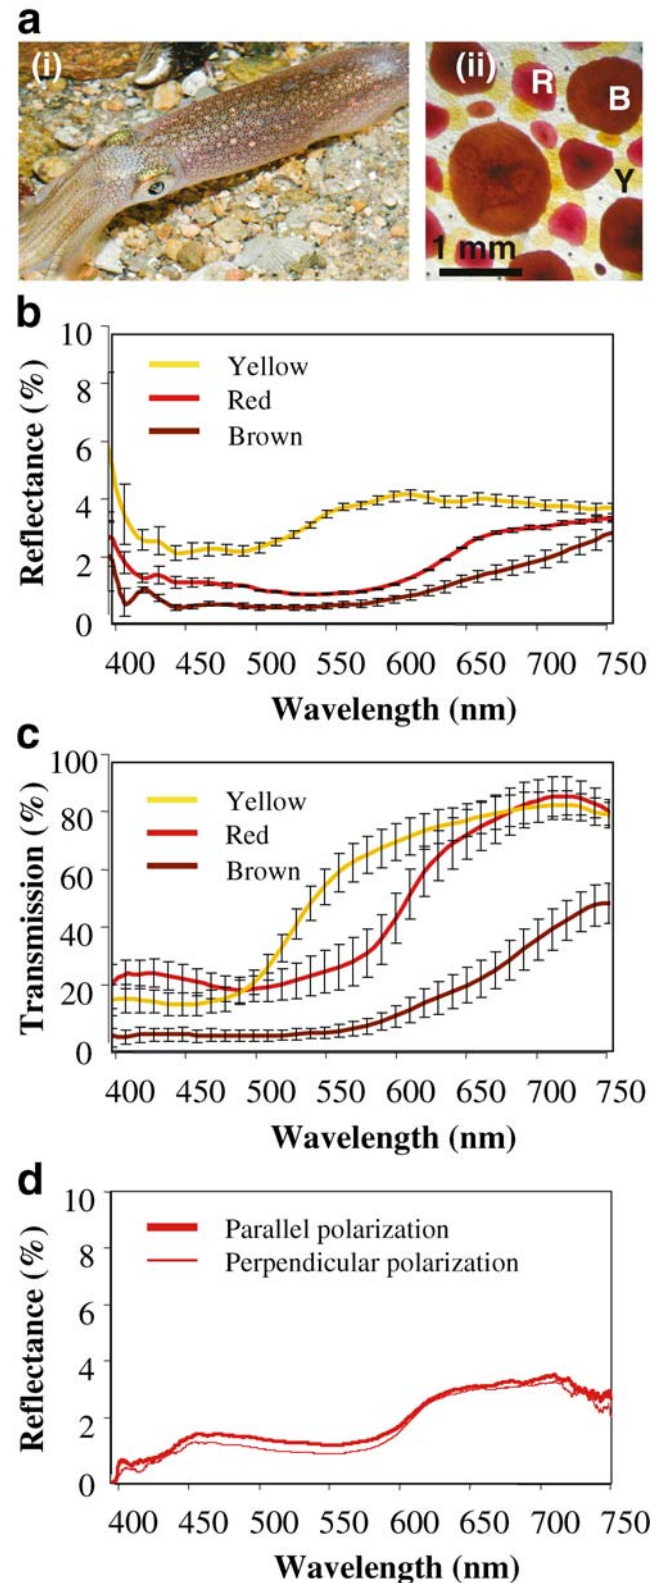 a
(i)
(ii)
R
B
Y
1 mm
b
10
8
6
4
2
0
Reflectance (%)
Yellow
Red
Brown
400 450 500 550 600 650 700 750
Wavelength (nm)
c
100
80
60
40
20
0
Transmission (%)
Yellow
Red
Brown
400 450 500 550 600 650 700 750
Wavelength (nm)
d
10
8
6
4
2
0
Reflectance (%)
Parallel polarization
Perpendicular polarization
400 450 500 550 600 650 700 750
Wavelength (nm)